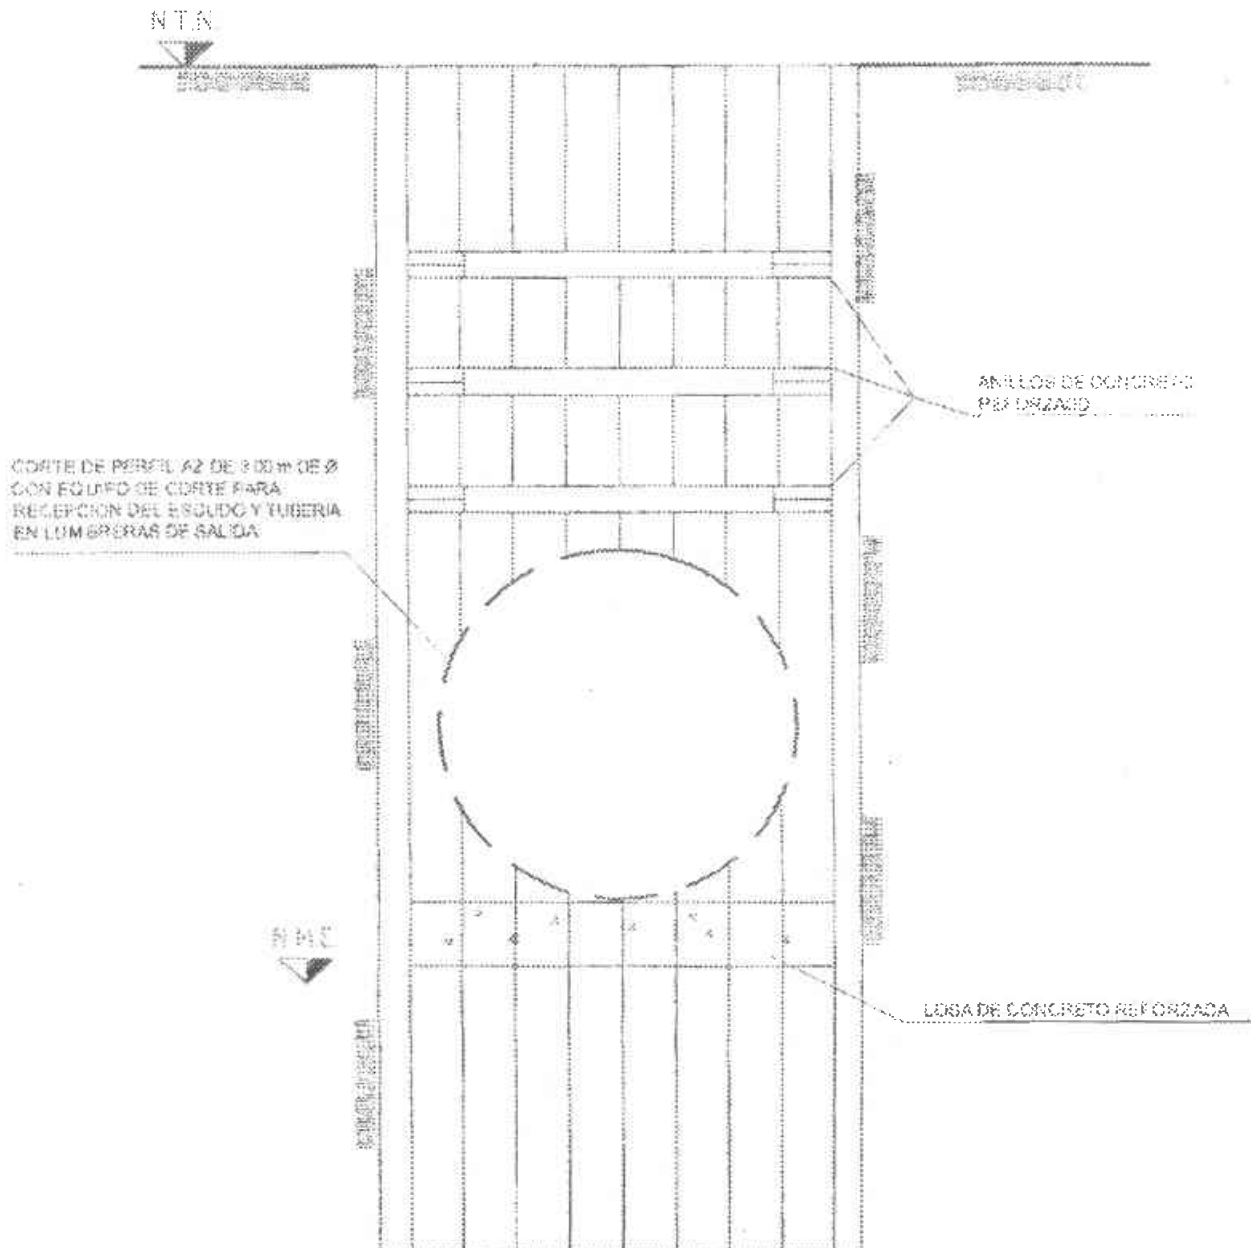 N.T.N.
ANILLOS DE CONCRETO
REFORZADO
CORTE DE PERFIL AZ DE 3.00 m DE Ø
CON EQUIPO DE CORTE PARA
RECEPCION DEL ESCUDO Y TUBERIA
EN LUMBRERAS DE SALIDA
LOSA DE CONCRETO REFORZADA